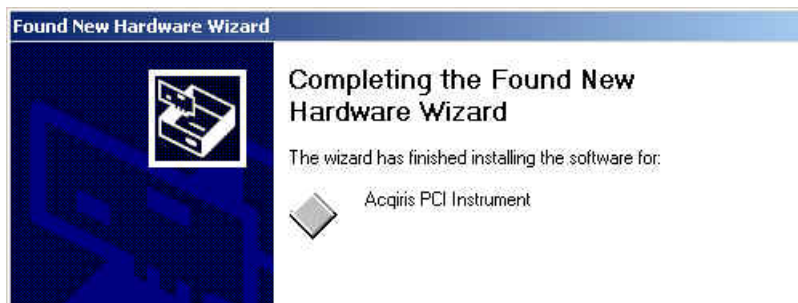 Found New Hardware Wizard
Completing the Found New
Hardware Wizard
The wizard has finished installing the software for:
Acqiris PCI Instrument